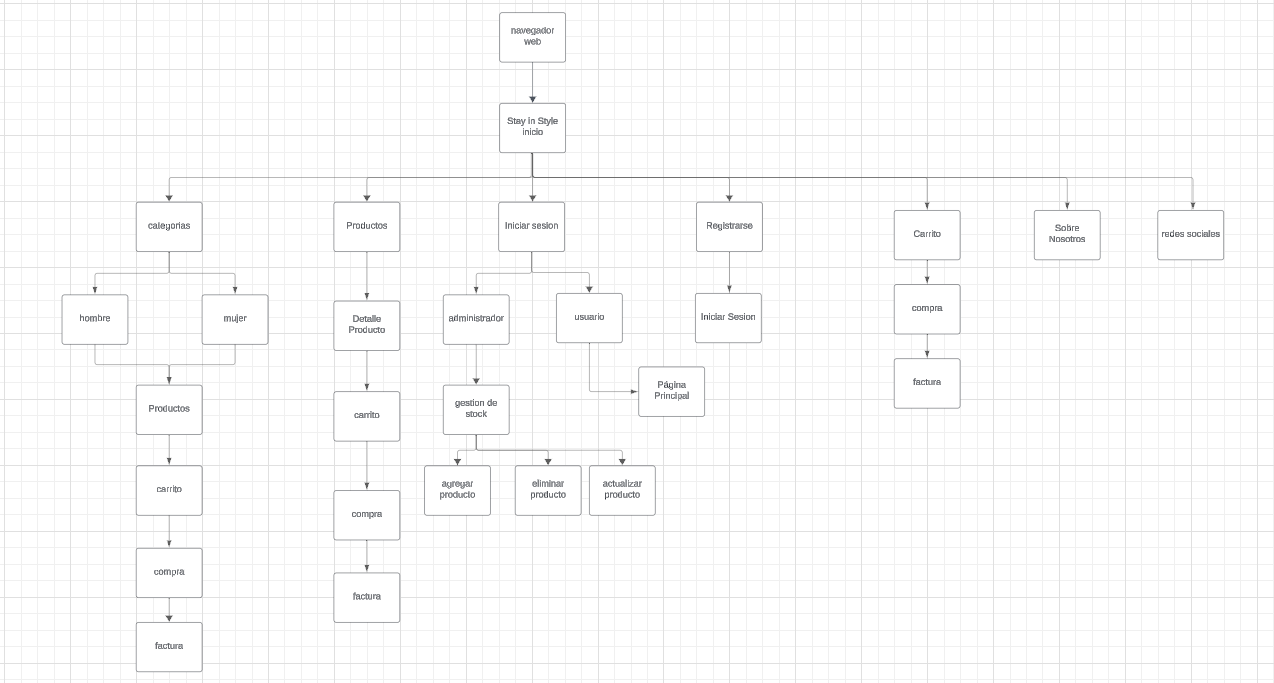 navegador
web
Stay in Style
inicio
categorias
Productos
Iniciar sesion
Registrarse
Carrito
Sobre
Nosotros
redes sociales
hombre
mujer
Detalle
Producto
administrador
usuario
Iniciar Sesion
compra
Productos
carrito
gestion de
stock
Página
Principal
factura
carrito
compra
agregar
producto
eliminar
producto
actualizar
producto
compra
factura
factura